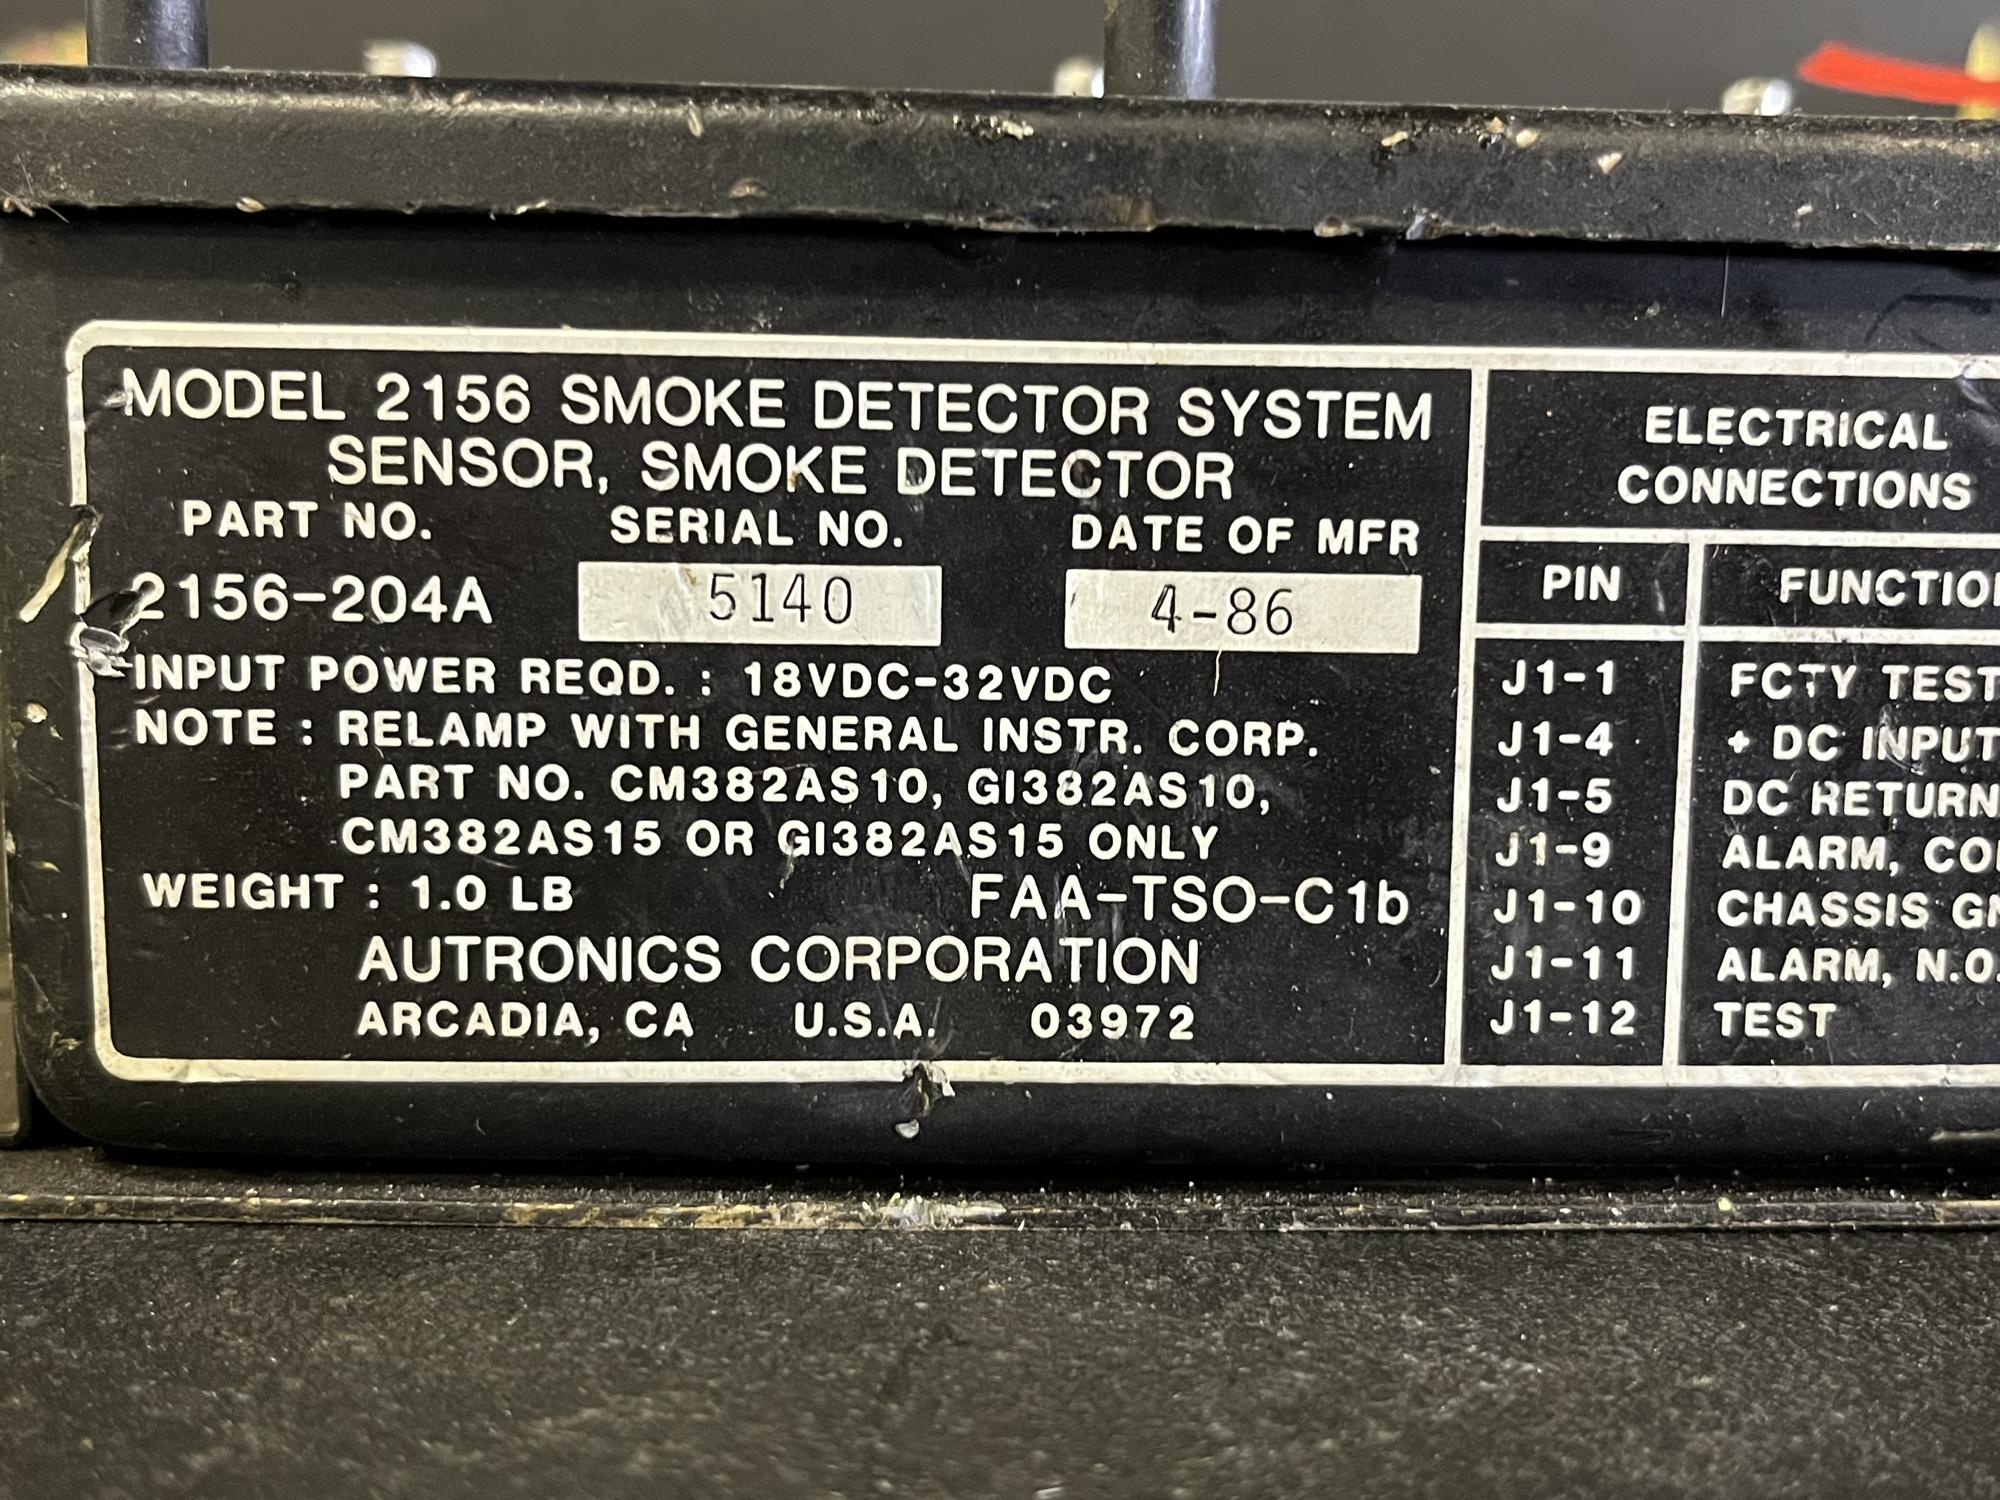 MODEL 2156 SMOKE DETECTOR SYSTEM
SENSOR, SMOKE DETECTOR
PART NO. SERIAL NO. DATE OF MFR
2156-204A 5140 4-86
INPUT POWER REQD. : 18VDC-32VDC
NOTE : RELAMP WITH GENERAL INSTR. CORP.
PART NO. CM382AS10, GI382AS10,
CM382AS15 OR GI382AS15 ONLY
WEIGHT : 1.0 LB FAA-TSO-C1b
AUTRONICS CORPORATION
ARCADIA, CA U.S.A. 03972
ELECTRICAL
CONNECTIONS
PIN
J1-1 FCTY TEST
J1-4 + DC INPUT
J1-5 DC RETURN
J1-9 ALARM,
J1-10 CHASSIS
J1-11 ALARM, N.O.
J1-12 TEST